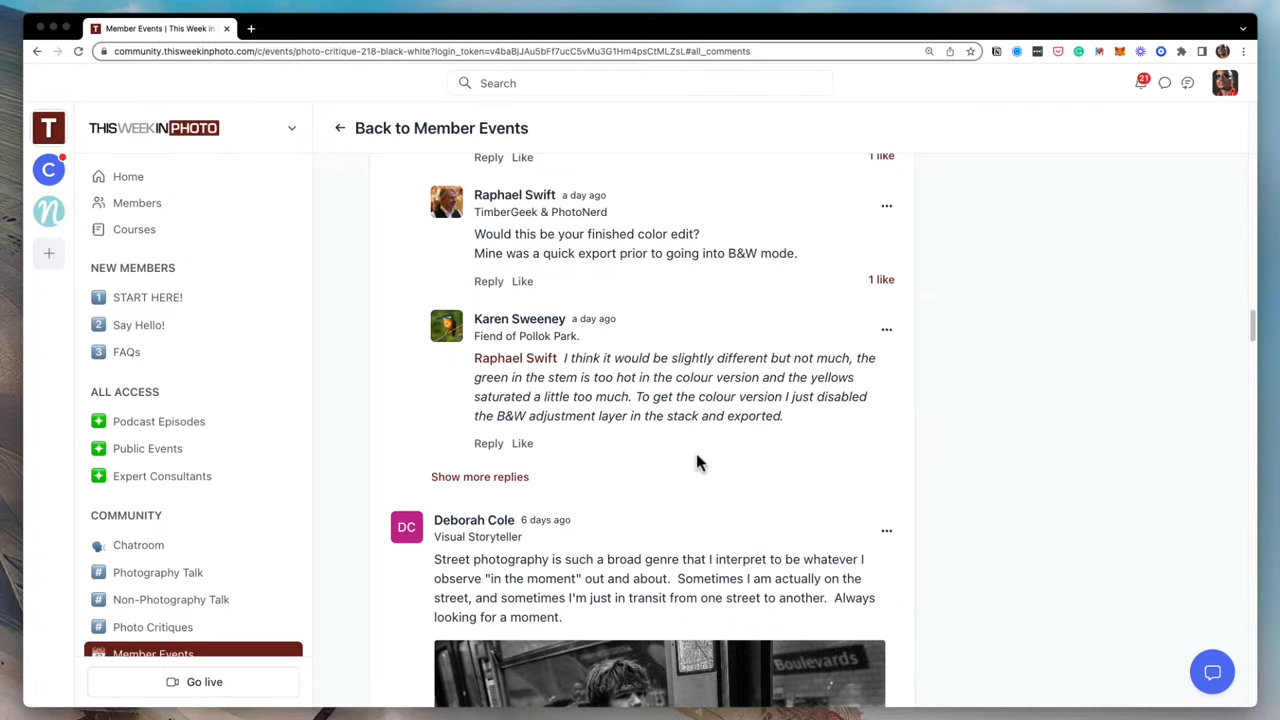 Member Events | This Week in
community.thisweekinphoto.com/c/events/photo-critique-218-black-white?login_token=v4baBjJAu5bFf7ucC5vMu3G1Hm4psCtMLZsL#all_comments
Search
21
T
THISWEEKINPHOTO
C
n
Home
Members
Courses
NEW MEMBERS
1 START HERE!
2 Say Hello!
3 FAQs
ALL ACCESS
Podcast Episodes
Public Events
Expert Consultants
COMMUNITY
Chatroom
# Photography Talk
# Non-Photography Talk
# Photo Critiques
Member Events
Go live
Back to Member Events
Reply Like
1 like
Raphael Swift a day ago
TimberGeek & PhotoNerd
Would this be your finished color edit?
Mine was a quick export prior to going into B&W mode.
Reply Like
1 like
Karen Sweeney a day ago
Fiend of Pollok Park.
Raphael Swift I think it would be slightly different but not much, the
green in the stem is too hot in the colour version and the yellows
saturated a little too much. To get the colour version I just disabled
the B&W adjustment layer in the stack and exported.
Reply Like
Show more replies
DC
Deborah Cole 6 days ago
Visual Storyteller
Street photography is such a broad genre that I interpret to be whatever I
observe "in the moment" out and about. Sometimes I am actually on the
street, and sometimes I'm just in transit from one street to another. Always
looking for a moment.
Boulevards